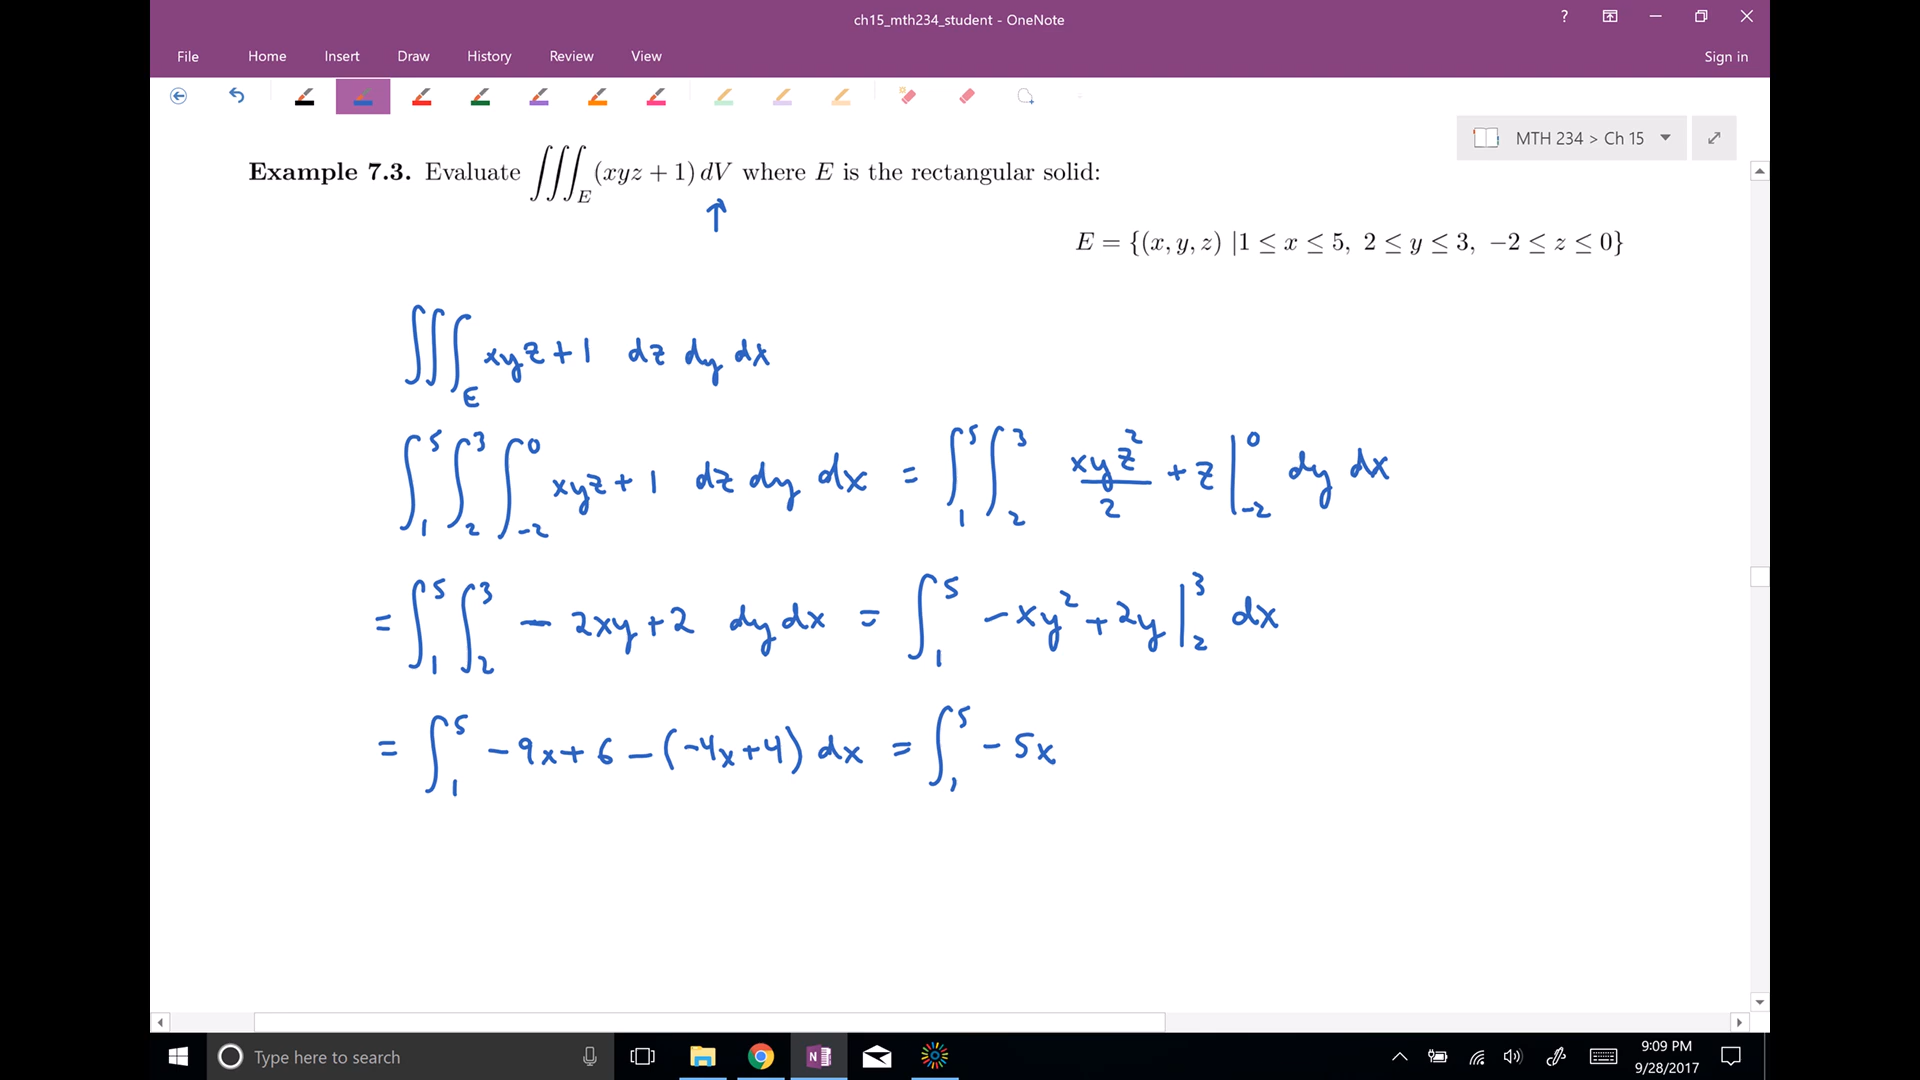 ch15_mth234_student - OneNote
?
File Home Insert Draw History Review View Sign in
MTH 234 > Ch 15
Example 7.3. Evaluate ∭_E (xyz + 1) dV where E is the rectangular solid:
↑
E = {(x, y, z) |1 ≤ x ≤ 5, 2 ≤ y ≤ 3, −2 ≤ z ≤ 0}
∭_E xyz + 1 dz dy dx
∫_1^5 ∫_2^3 ∫_{-2}^0 xyz + 1 dz dy dx = ∫_1^5 ∫_2^3 xyz²/2 + z |_{-2}^0 dy dx
= ∫_1^5 ∫_2^3 - 2xy + 2 dy dx = ∫_1^5 - xy² + 2y |_2^3 dx
= ∫_1^5 - 9x + 6 - (-4x + 4) dx = ∫_1^5 - 5x
Type here to search
N
9:09 PM
9/28/2017